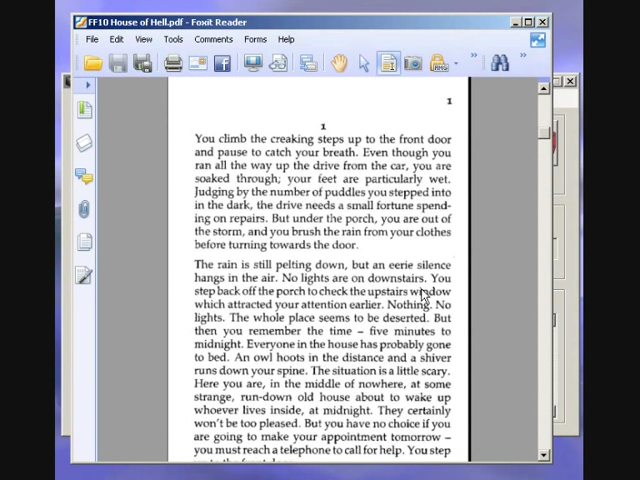 FF10 House of Hell.pdf - Foxit Reader
File Edit View Tools Comments Forms Help
1
1
You climb the creaking steps up to the front door
and pause to catch your breath. Even though you
ran all the way up the drive from the car, you are
soaked through; your feet are particularly wet.
Judging by the number of puddles you stepped into
in the dark, the drive needs a small fortune spend-
ing on repairs. But under the porch, you are out of
the storm, and you brush the rain from your clothes
before turning towards the door.
The rain is still pelting down, but an eerie silence
hangs in the air. No lights are on downstairs. You
step back off the porch to check the upstairs window
which attracted your attention earlier. Nothing. No
lights. The whole place seems to be deserted. But
then you remember the time – five minutes to
midnight. Everyone in the house has probably gone
to bed. An owl hoots in the distance and a shiver
runs down your spine. The situation is a little scary.
Here you are, in the middle of nowhere, at some
strange, run-down old house about to wake up
whoever lives inside, at midnight. They certainly
won't be too pleased. But you have no choice if you
are going to make your appointment tomorrow –
you must reach a telephone to call for help. You step